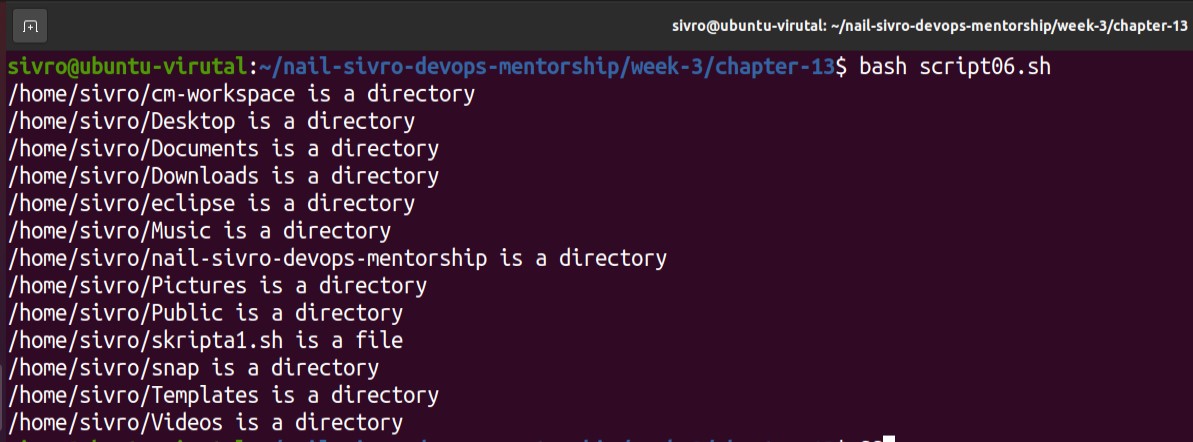 sivro@ubuntu-virutal: ~/nail-sivro-devops-mentorship/week-3/chapter-13
sivro@ubuntu-virutal:~/nail-sivro-devops-mentorship/week-3/chapter-13$ bash script06.sh
/home/sivro/cm-workspace is a directory
/home/sivro/Desktop is a directory
/home/sivro/Documents is a directory
/home/sivro/Downloads is a directory
/home/sivro/eclipse is a directory
/home/sivro/Music is a directory
/home/sivro/nail-sivro-devops-mentorship is a directory
/home/sivro/Pictures is a directory
/home/sivro/Public is a directory
/home/sivro/skripta1.sh is a file
/home/sivro/snap is a directory
/home/sivro/Templates is a directory
/home/sivro/Videos is a directory